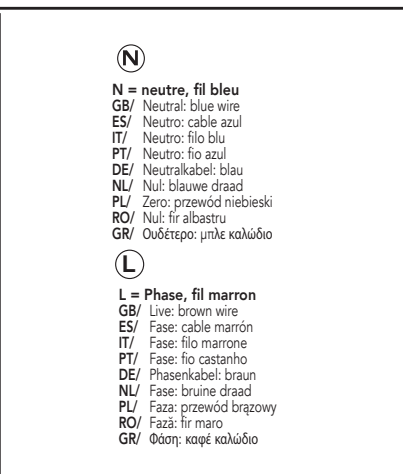 N
N = neutre, fil bleu
GB/ Neutral: blue wire
ES/ Neutro: cable azul
IT/ Neutro: filo blu
PT/ Neutro: fio azul
DE/ Neutralkabel: blau
NL/ Nul: blauwe draad
PL/ Zero: przewód niebieski
RO/ Nul: fir albastru
GR/ Ουδέτερο: μπλε καλώδιο
L
L = Phase, fil marron
GB/ Live: brown wire
ES/ Fase: cable marrón
IT/ Fase: filo marrone
PT/ Fase: fio castanho
DE/ Phasenkabel: braun
NL/ Fase: bruine draad
PL/ Faza: przewód brązowy
RO/ Fază: fir maro
GR/ Φάση: καφέ καλώδιο